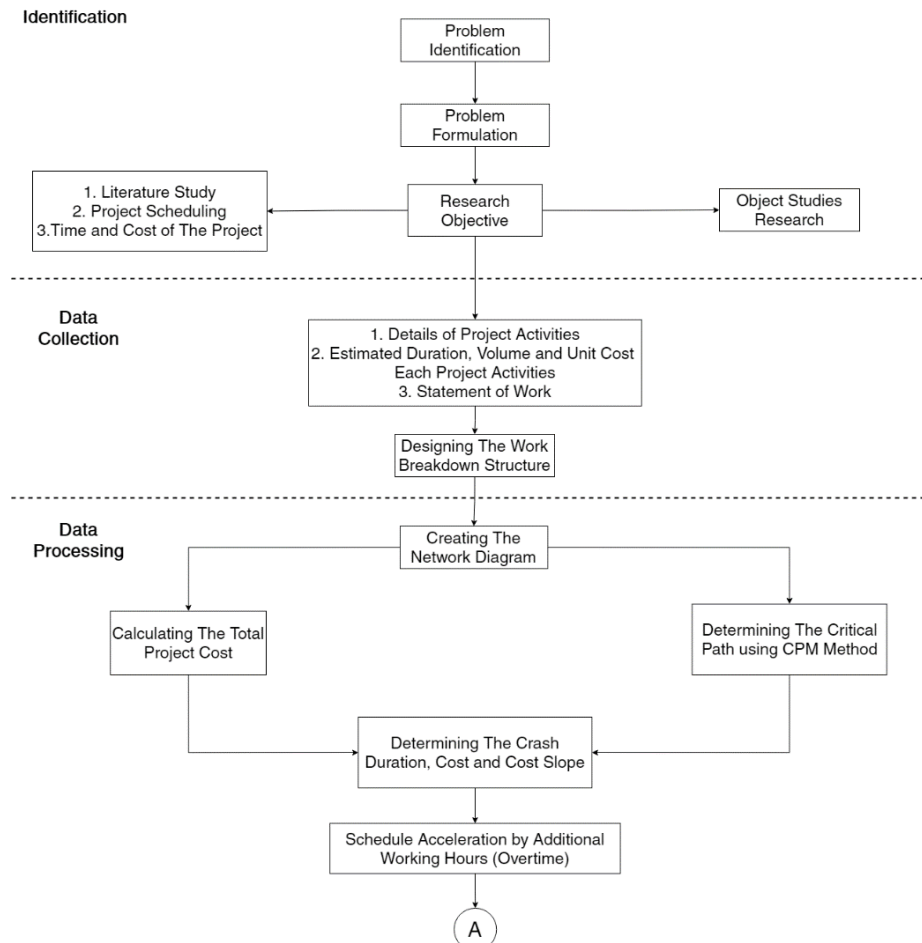 Identification
Problem
Identification
Problem
Formulation
1. Literature Study
2. Project Scheduling
3.Time and Cost of The Project
Research
Objective
Object Studies
Research
Data
Collection
1. Details of Project Activities
2. Estimated Duration, Volume and Unit Cost
Each Project Activities
3. Statement of Work
Designing The Work
Breakdown Structure
Data
Processing
Creating The
Network Diagram
Calculating The Total
Project Cost
Determining The Critical
Path using CPM Method
Determining The Crash
Duration, Cost and Cost Slope
Schedule Acceleration by Additional
Working Hours (Overtime)
A